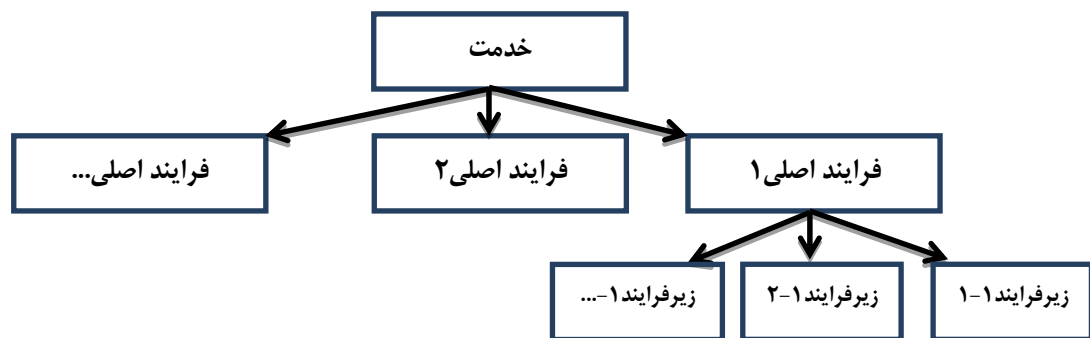 خدمت
فرایند اصلی۱
فرایند اصلی۲
فرایند اصلی...
زیرفرایند۱-۱
زیرفرایند۱-۲
زیرفرایند۱-...